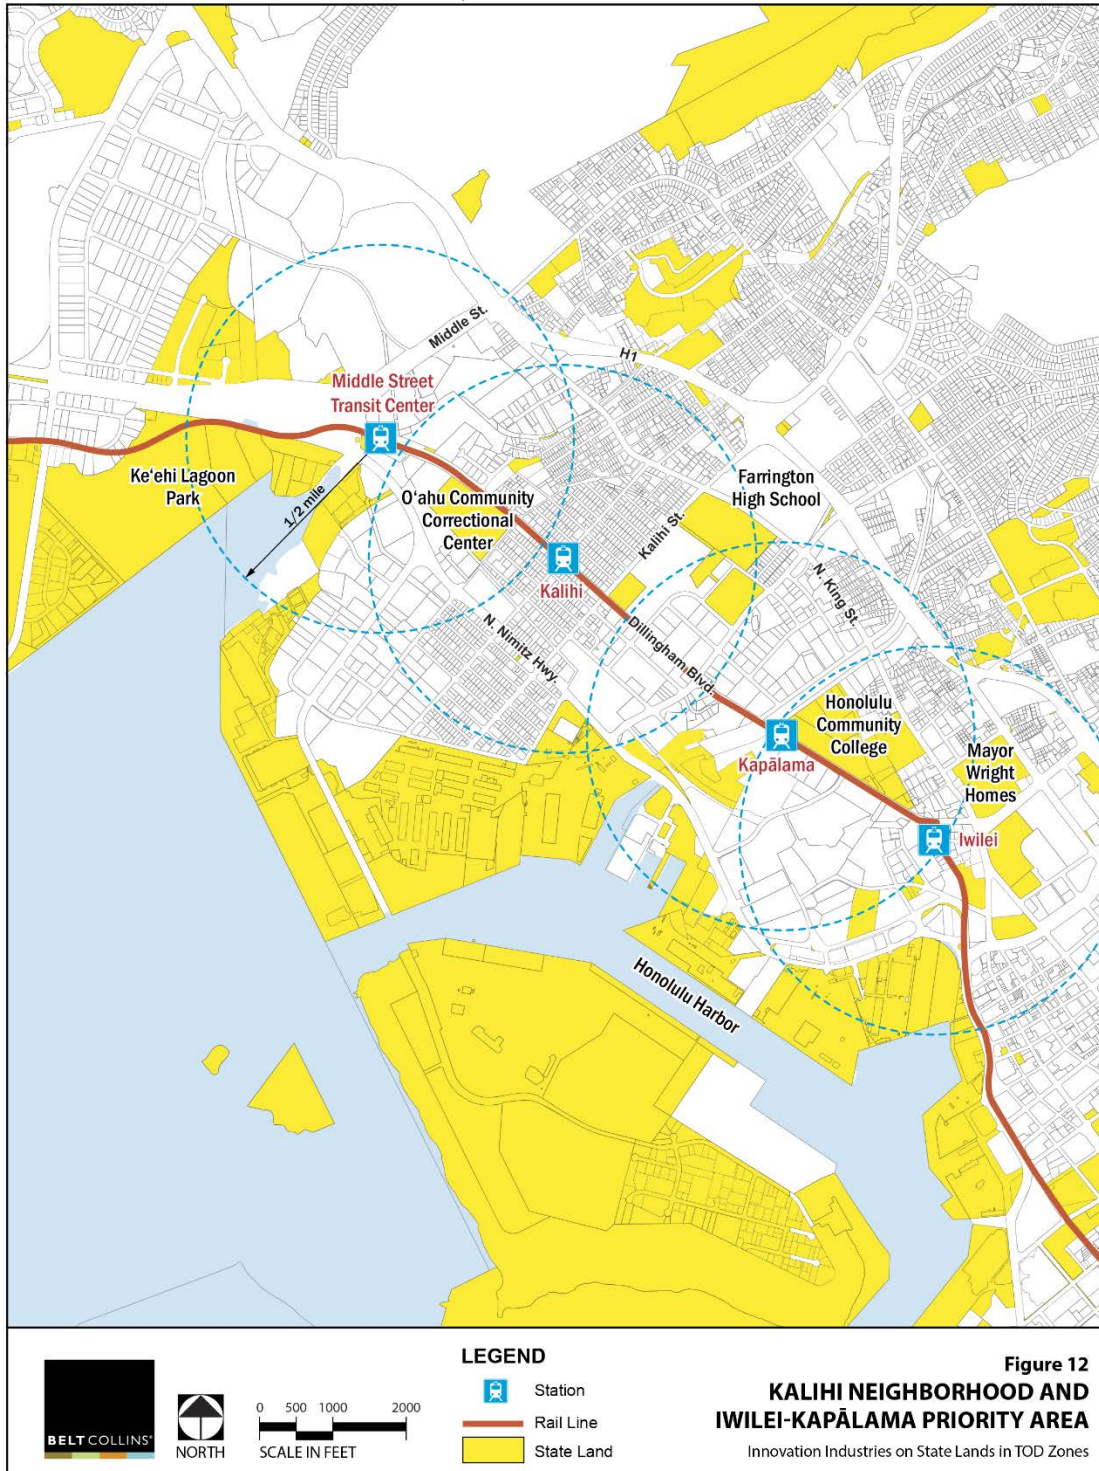 Middle St.
H1
Middle Street
Transit Center
Ke‘ehi Lagoon
Park
1/2 mile
O‘ahu Community
Correctional
Center
Farrington
High School
Kalihi St.
Kalihi
N. King St.
N. Nimitz Hwy.
Dillingham Blvd.
Honolulu
Community
College
Kapālama
Mayor
Wright
Homes
Iwilei
Honolulu Harbor
BELT COLLINS®
NORTH
0 500 1000 2000
SCALE IN FEET
LEGEND
Station
Rail Line
State Land
Figure 12
KALIHI NEIGHBORHOOD AND
IWILEI-KAPĀLAMA PRIORITY AREA
Innovation Industries on State Lands in TOD Zones